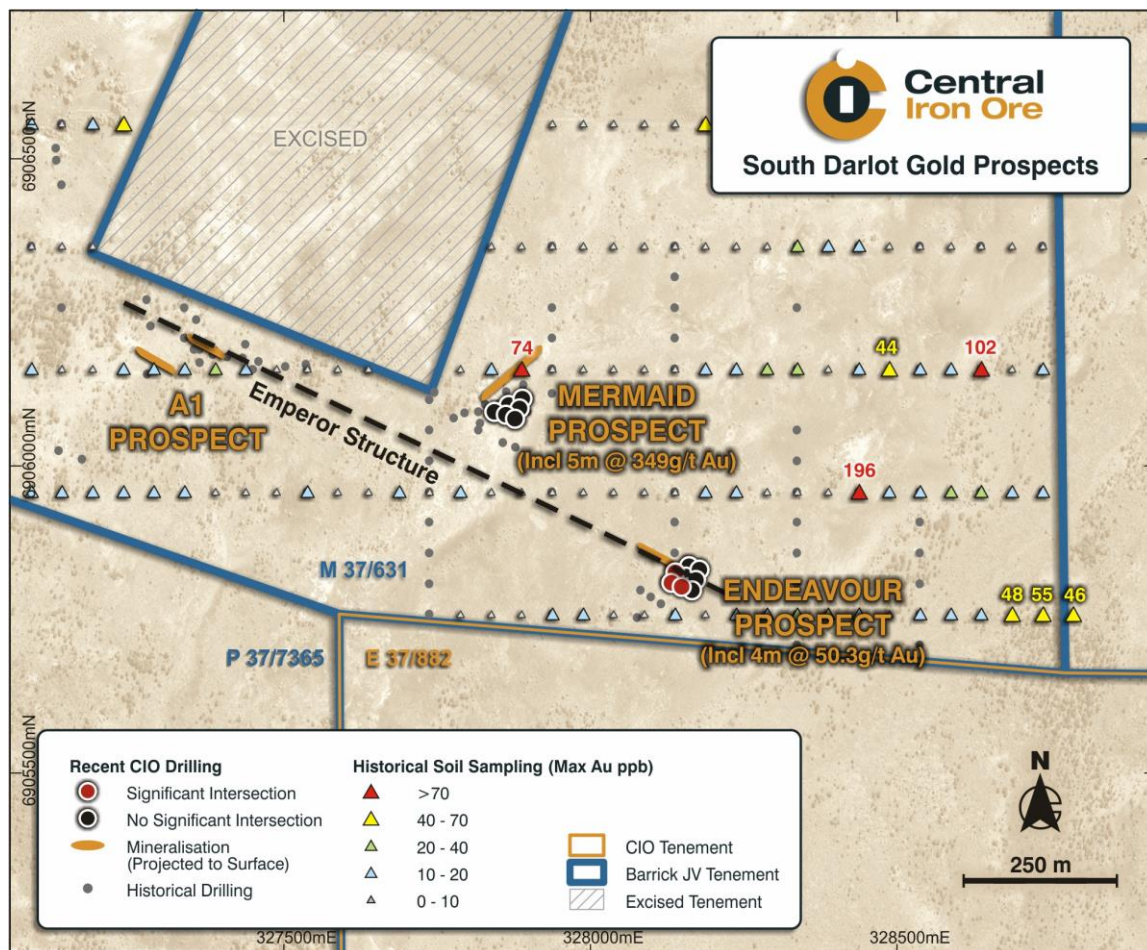 Central
Iron Ore
South Darlot Gold Prospects
6906500mN
EXCISED
74
44
102
Emperor Structure
A1
PROSPECT
MERMAID
PROSPECT
(Incl 5m @ 349g/t Au)
6906000mN
196
M 37/631
ENDEAVOUR
PROSPECT
(Incl 4m @ 50.3g/t Au)
48
55
46
P 37/7365
E 37/882
6905500mN
Recent CIO Drilling
Significant Intersection
No Significant Intersection
Mineralisation
(Projected to Surface)
Historical Drilling
Historical Soil Sampling (Max Au ppb)
>70
40 - 70
20 - 40
10 - 20
0 - 10
CIO Tenement
Barrick JV Tenement
Excised Tenement
N
250 m
327500mE
328000mE
328500mE